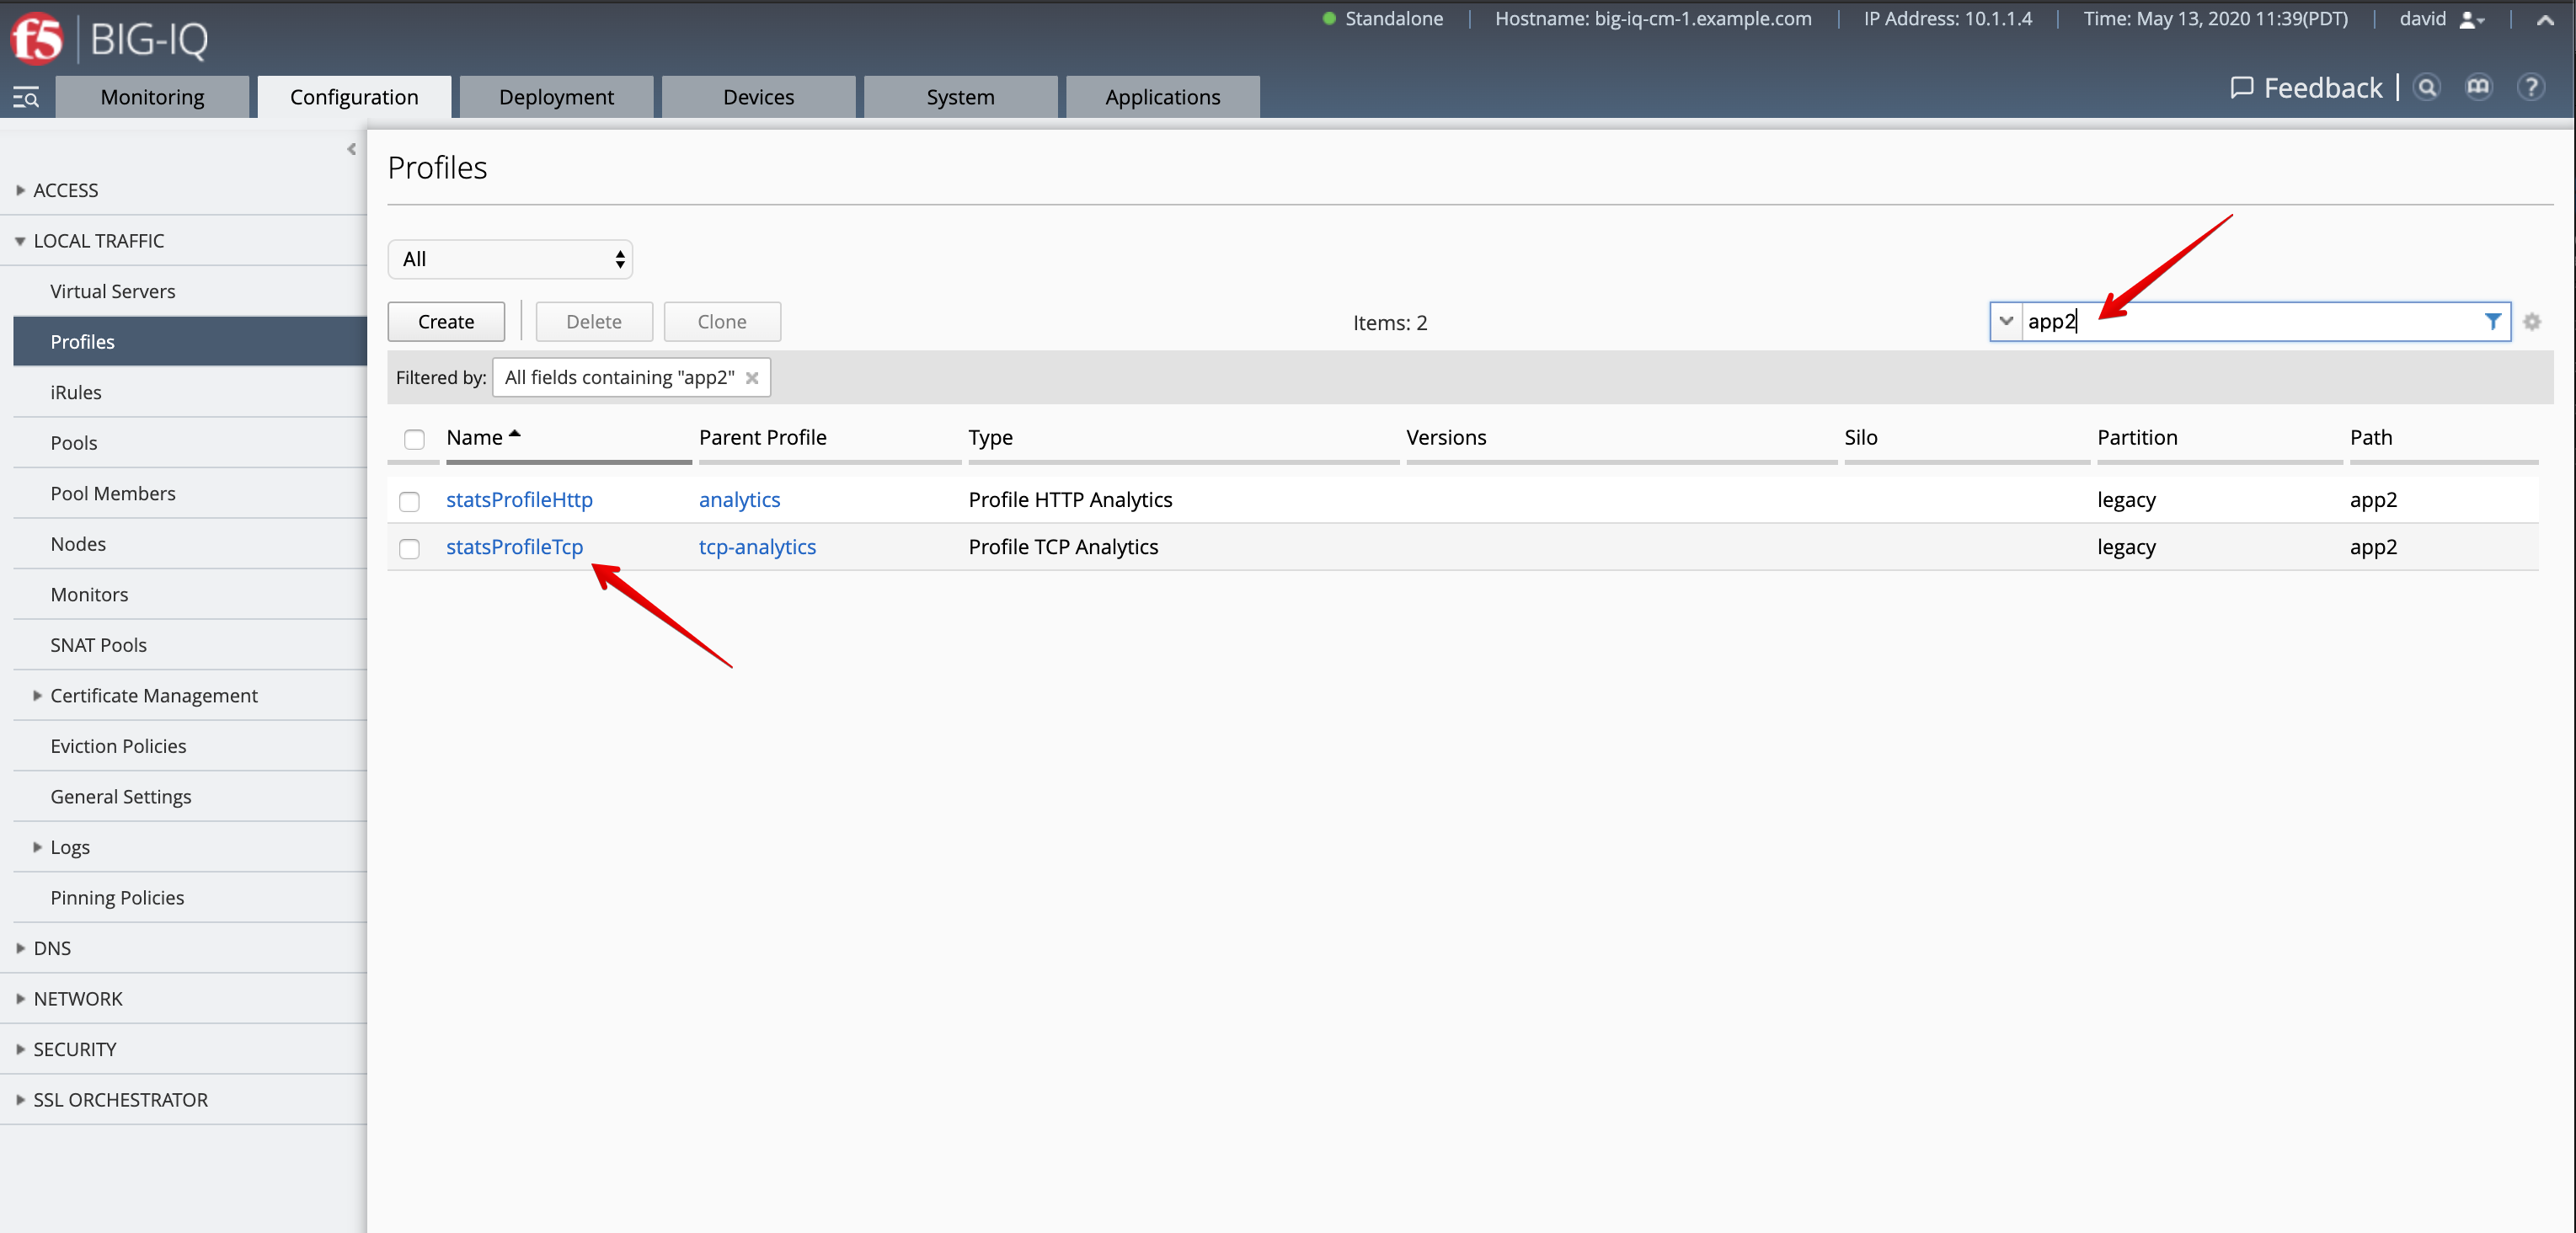 f5 BIG-IQ
Standalone | Hostname: big-iq-cm-1.example.com | IP Address: 10.1.1.4 | Time: May 13, 2020 11:39(PDT) | david
Monitoring Configuration Deployment Devices System Applications
Feedback | ?
Profiles
ACCESS
LOCAL TRAFFIC
Virtual Servers
Profiles
iRules
Pools
Pool Members
Nodes
Monitors
SNAT Pools
Certificate Management
Eviction Policies
General Settings
Logs
Pinning Policies
DNS
NETWORK
SECURITY
SSL ORCHESTRATOR
All
Create Delete Clone Items: 2 app2
Filtered by: All fields containing "app2"
Name Parent Profile Type Versions Silo Partition Path
statsProfileHttp analytics Profile HTTP Analytics legacy app2
statsProfileTcp tcp-analytics Profile TCP Analytics legacy app2